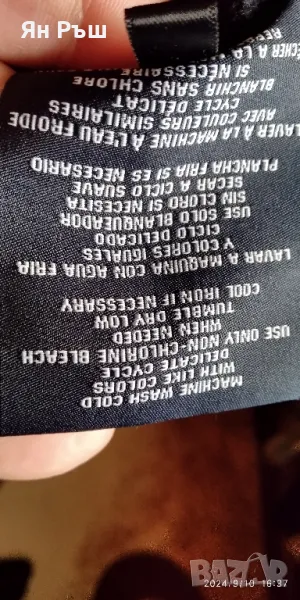 Ян Ръш
MACHINE WASH COLD
WITH LIKE COLORS
DELICATE CYCLE
USE ONLY NON-CHLORINE BLEACH
WHEN NEEDED
TUMBLE DRY LOW
COOL IRON IF NECESSARY
LAVAR A MAQUINA CON AGUA FRIA
Y COLORES IGUALES
CICLO DELICADO
USE SOLO BLANQUEADOR
SIN CLORO SI NECESITA
SECAR A CICLO SUAVE
PLANCHA FRIA SI ES NECESARIO
LAVER A LA MACHINE A L'EAU FROIDE
AVEC COULEURS SIMILAIRES
CYCLE DELICAT
BLANCHIR SANS CHLORE
SI NECESSAIRE
A LA
2024/9/10 16:37
BAZAR